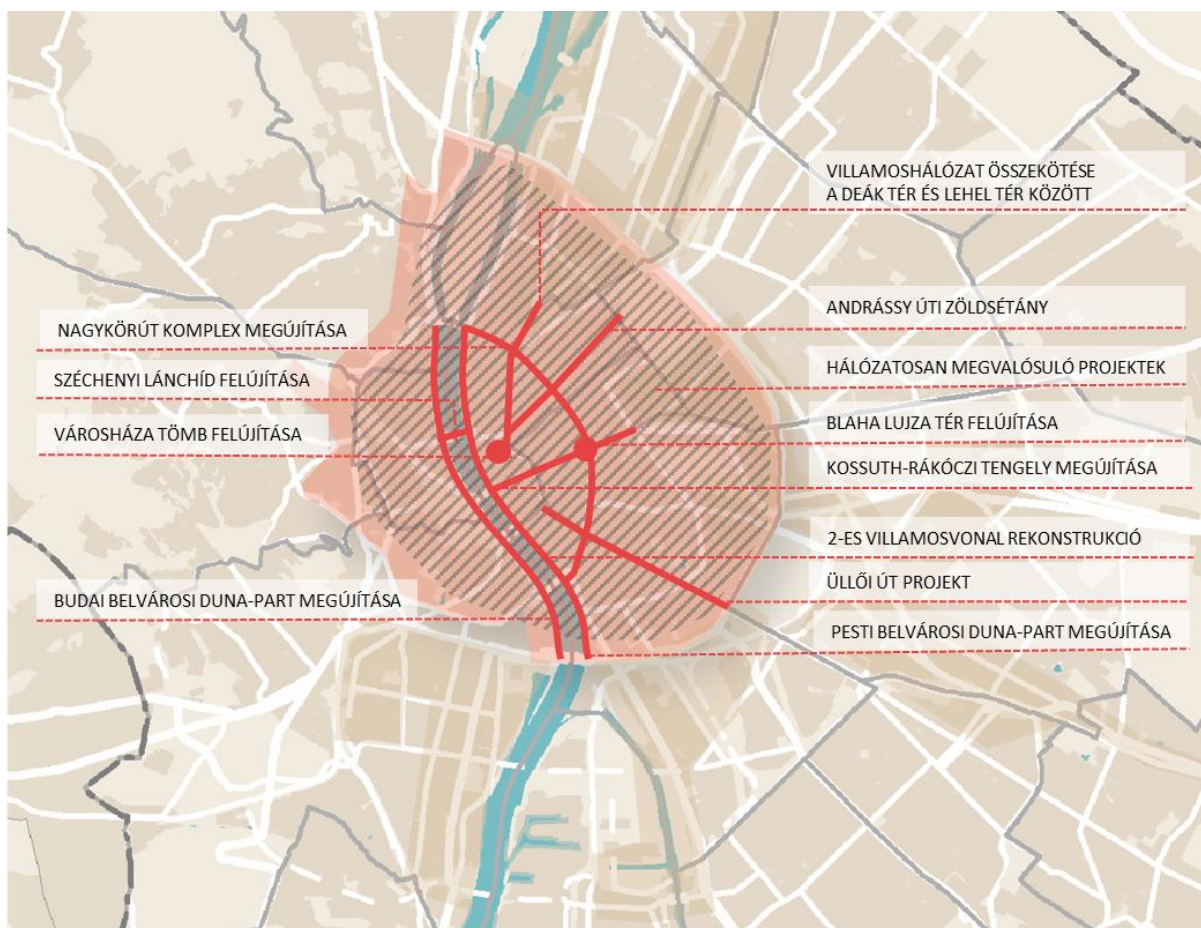 VILLAMOSHÁLÓZAT ÖSSZEKÖTÉSE
A DEÁK TÉR ÉS LEHEL TÉR KÖZÖTT
ANDRÁSSY ÚTI ZÖLDSÉTÁNY
HÁLÓZATOSAN MEGVALÓSULÓ PROJEKTEK
BLAHA LUJZA TÉR FELÚJÍTÁSA
KOSSUTH-RÁKÓCZI TENGELY MEGÚJÍTÁSA
2-ES VILLAMOSVONAL REKONSTRUKCIÓ
ÜLLŐI ÚT PROJEKT
PESTI BELVÁROSI DUNA-PART MEGÚJÍTÁSA
NAGYKÖRÚT KOMPLEX MEGÚJÍTÁSA
SZÉCHENYI LÁNCHÍD FELÚJÍTÁSA
VÁROSHÁZA TÖMB FELÚJÍTÁSA
BUDAI BELVÁROSI DUNA-PART MEGÚJÍTÁSA